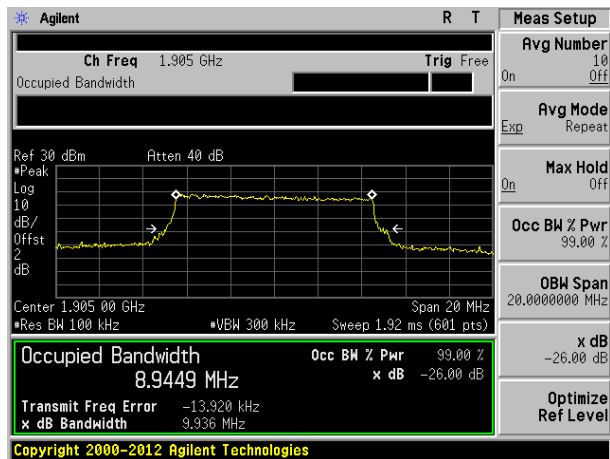 Agilent R T
Meas Setup
Ch Freq 1.905 GHz Trig Free
Occupied Bandwidth
Avg Number
10
On Off
Avg Mode
Exp Repeat
Max Hold
On Off
Occ BW % Pwr
99.00 %
OBW Span
20.0000000 MHz
x dB
-26.00 dB
Optimize
Ref Level
Ref 30 dBm Atten 40 dB
#Peak
Log
10
dB/
Offst
2
dB
Center 1.905 00 GHz Span 20 MHz
#Res BW 100 kHz #VBW 300 kHz Sweep 1.92 ms (601 pts)
Occupied Bandwidth Occ BW % Pwr 99.00 %
8.9449 MHz x dB -26.00 dB
Transmit Freq Error -13.920 kHz
x dB Bandwidth 9.936 MHz
Copyright 2000-2012 Agilent Technologies